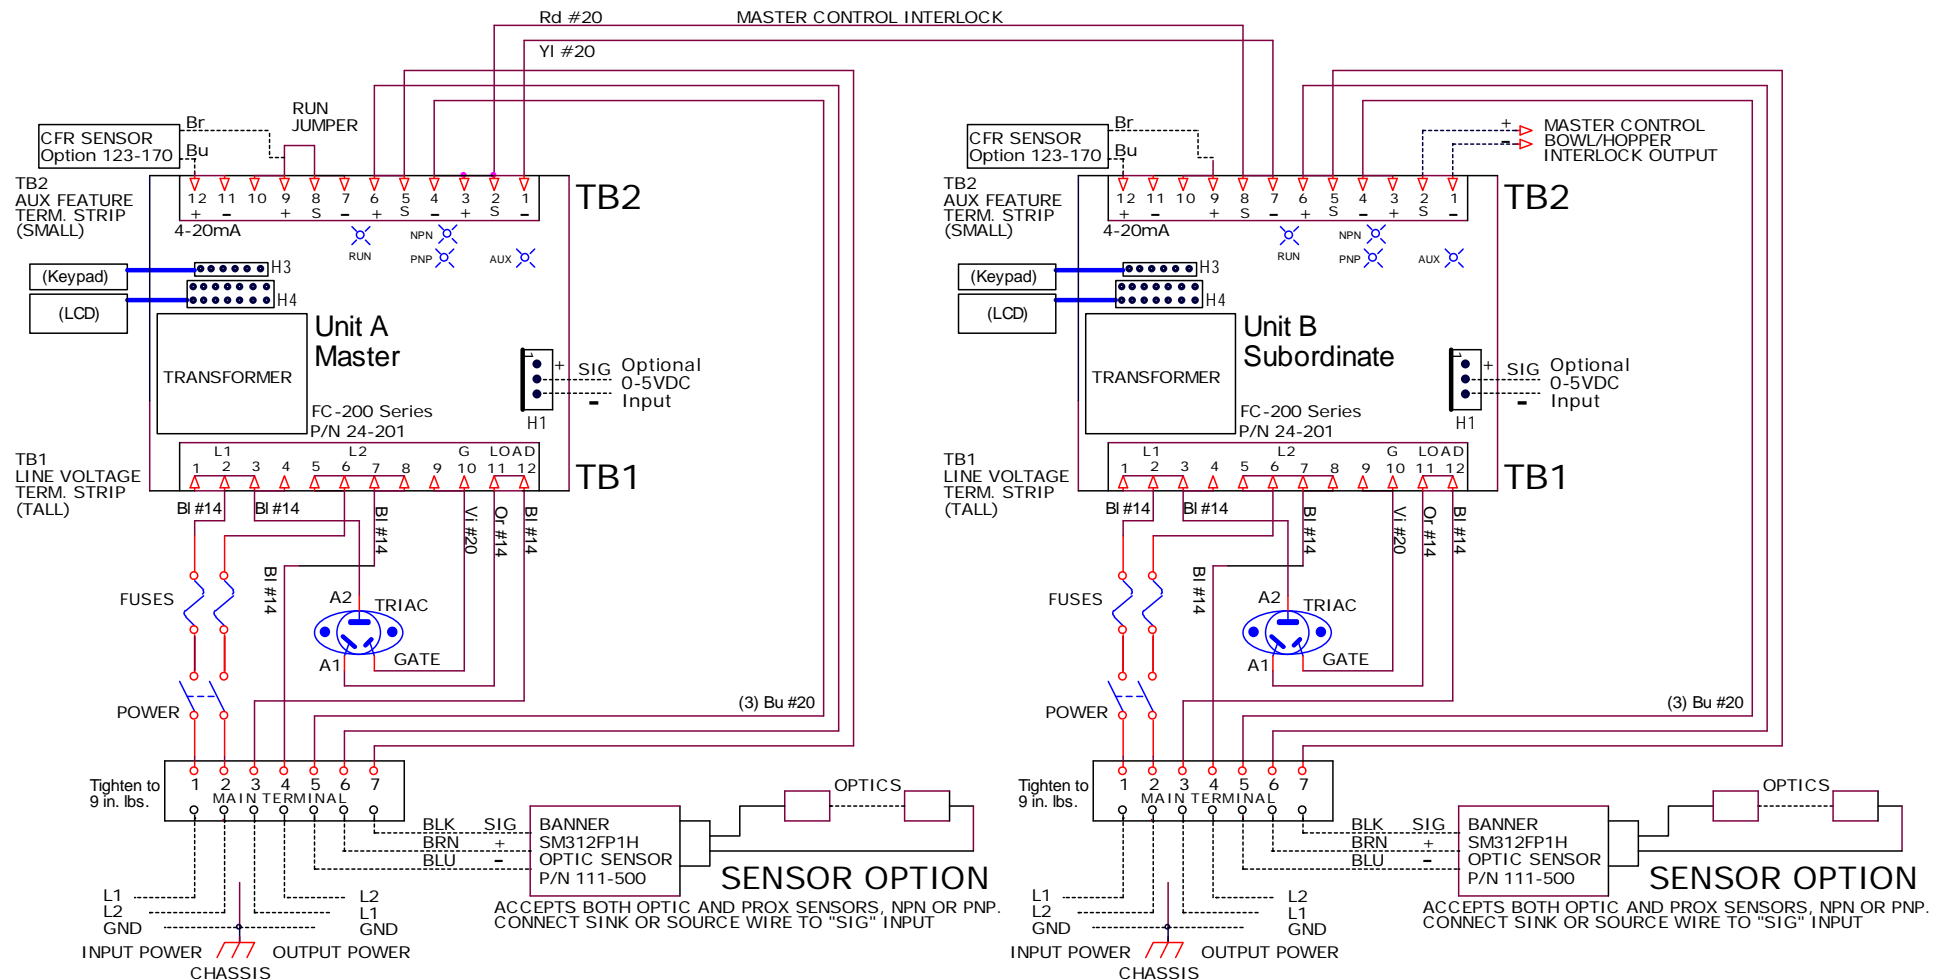 Rd #20
MASTER CONTROL INTERLOCK
Yl #20
RUN
JUMPER
CFR SENSOR
Option 123-170
Br
Bu
TB2
AUX FEATURE
TERM. STRIP
(SMALL)
12 11 10 9 8 7 6 5 4 3 2 1
+ - + S - + S - + S -
4-20mA
TB2
RUN
NPN
PNP
AUX
(Keypad)
(LCD)
H3
H4
Unit A
Master
TRANSFORMER
1
+ SIG Optional
0-5VDC
- Input
H1
FC-200 Series
P/N 24-201
TB1
LINE VOLTAGE
TERM. STRIP
(TALL)
L1 L2 G LOAD
1 2 3 4 5 6 7 8 9 10 11 12
TB1
Bl #14
Bl #14
Bl #14
Vi #20
Or #14
Bl #14
Bl #14
FUSES
A2
TRIAC
A1
GATE
POWER
(3) Bu #20
Tighten to
9 in. lbs.
1 2 3 4 5 6 7
MAIN TERMINAL
OPTICS
BLK SIG
BRN +
BLU -
BANNER
SM312FP1H
OPTIC SENSOR
P/N 111-500
SENSOR OPTION
ACCEPTS BOTH OPTIC AND PROX SENSORS, NPN OR PNP.
CONNECT SINK OR SOURCE WIRE TO "SIG" INPUT
L1
L2
GND
L2
L1
GND
INPUT POWER
OUTPUT POWER
CHASSIS
CFR SENSOR
Option 123-170
Br
Bu
+ MASTER CONTROL
- BOWL/HOPPER
INTERLOCK OUTPUT
TB2
AUX FEATURE
TERM. STRIP
(SMALL)
12 11 10 9 8 7 6 5 4 3 2 1
+ - + S - + S - + S -
4-20mA
TB2
RUN
NPN
PNP
AUX
(Keypad)
(LCD)
H3
H4
Unit B
Subordinate
TRANSFORMER
1
+ SIG Optional
0-5VDC
- Input
H1
FC-200 Series
P/N 24-201
TB1
LINE VOLTAGE
TERM. STRIP
(TALL)
L1 L2 G LOAD
1 2 3 4 5 6 7 8 9 10 11 12
TB1
Bl #14
Bl #14
Bl #14
Vi #20
Or #14
Bl #14
Bl #14
FUSES
A2
TRIAC
A1
GATE
POWER
(3) Bu #20
Tighten to
9 in. lbs.
1 2 3 4 5 6 7
MAIN TERMINAL
OPTICS
BLK SIG
BRN +
BLU -
BANNER
SM312FP1H
OPTIC SENSOR
P/N 111-500
SENSOR OPTION
ACCEPTS BOTH OPTIC AND PROX SENSORS, NPN OR PNP.
CONNECT SINK OR SOURCE WIRE TO "SIG" INPUT
L1
L2
GND
L2
L1
GND
INPUT POWER
OUTPUT POWER
CHASSIS